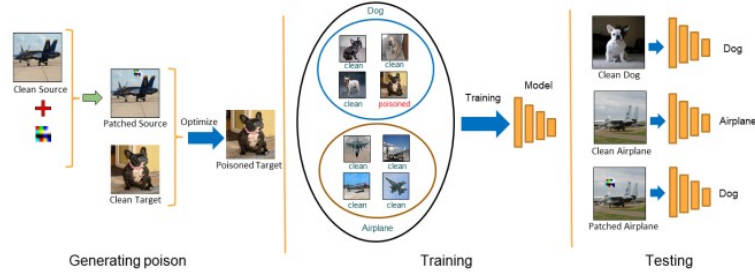 Clean Source
Patched Source
Clean Target
Optimize
Poisoned Target
Generating poison
Dog
clean
clean
clean
poisoned
clean
clean
clean
clean
Airplane
Training
Model
Training
Clean Dog
Dog
Clean Airplane
Airplane
Patched Airplane
Dog
Testing